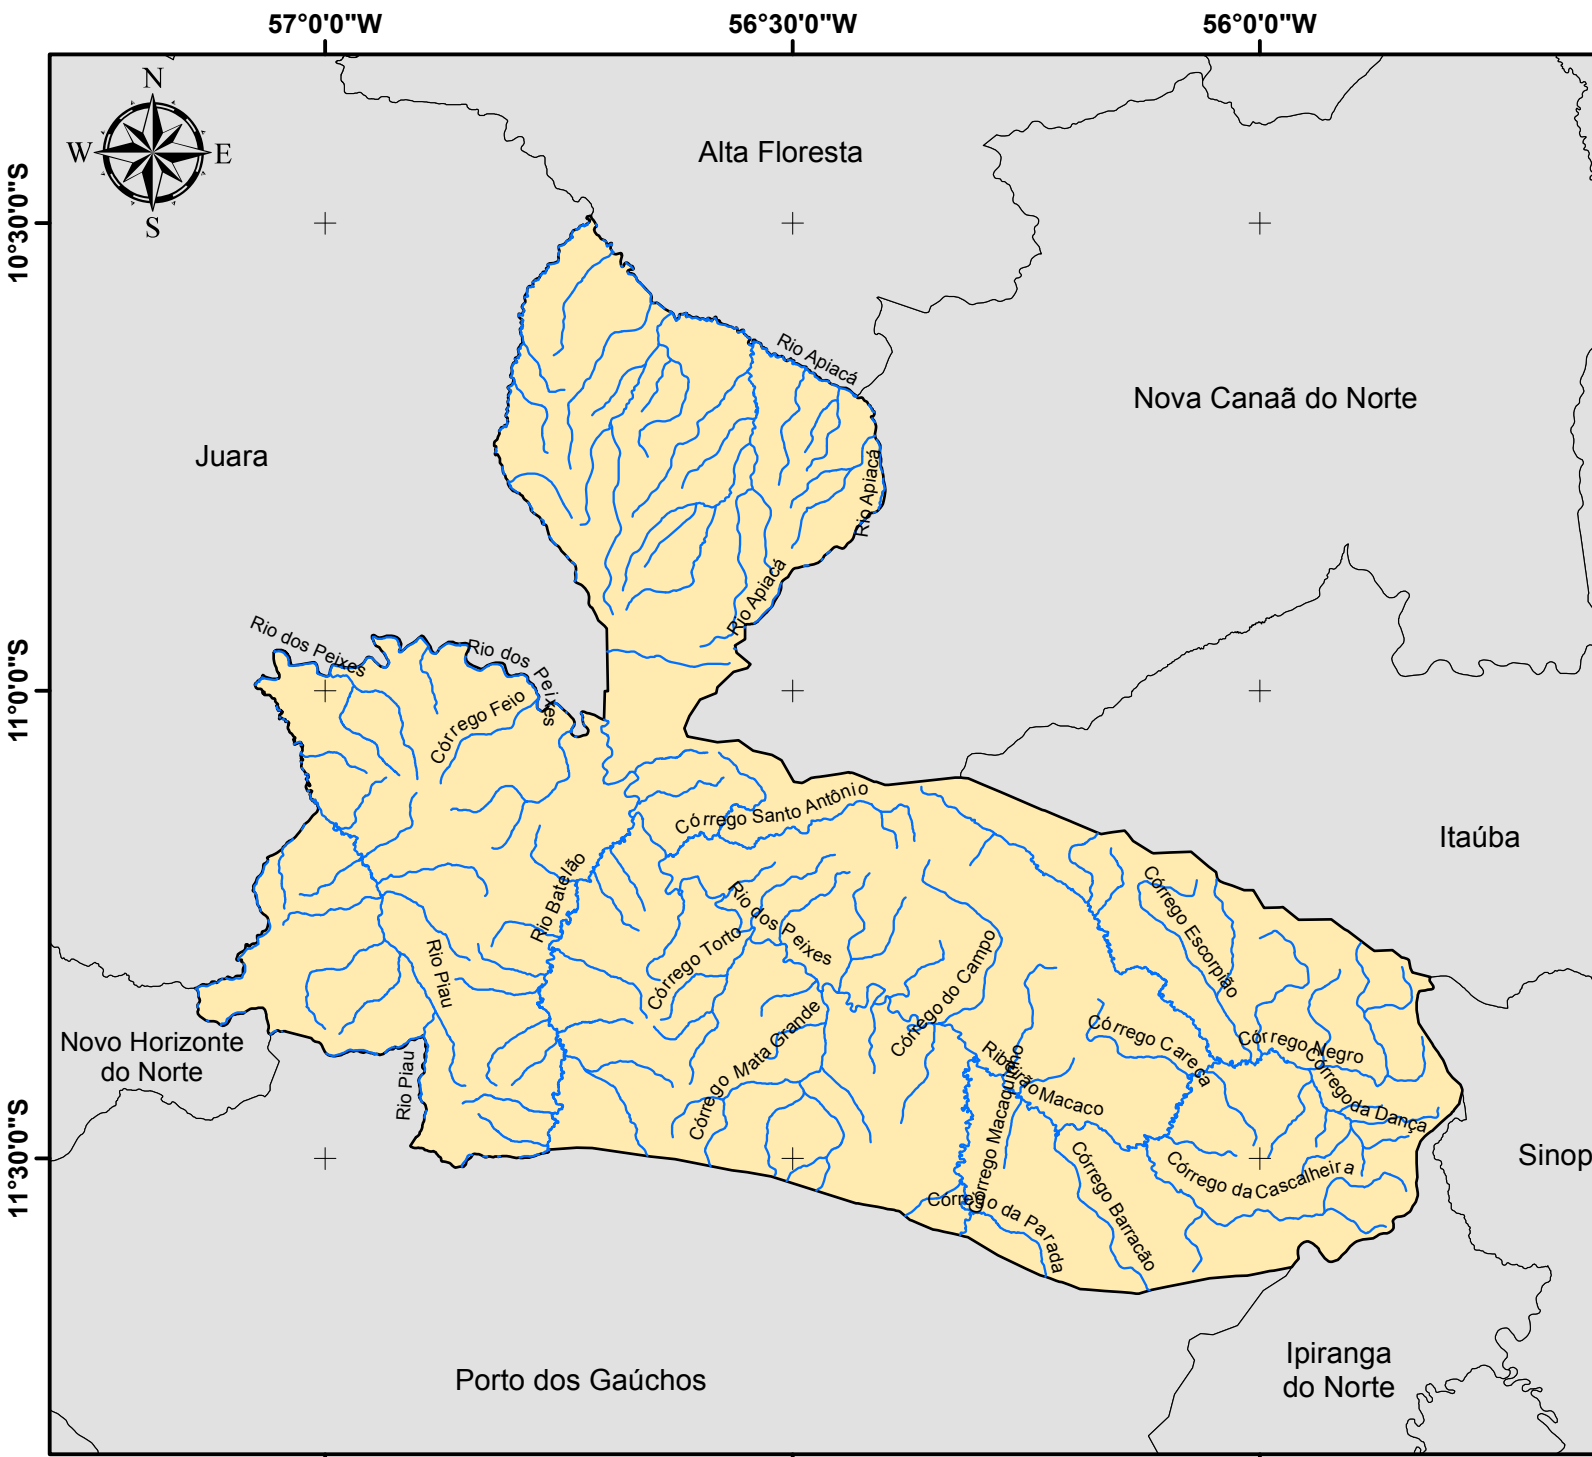 57°0'0"W
56°30'0"W
56°0'0"W
N
W
E
S
10°30'0"S
11°0'0"S
11°30'0"S
Alta Floresta
Nova Canaã do Norte
Juara
Itaúba
Sinop
Novo Horizonte
do Norte
Porto dos Gaúchos
Ipiranga
do Norte
Rio Apiacá
Rio Apiacá
Rio Apiacá
Rio dos Peixes
Rio dos Peixes
Córrego Feio
Córrego Santo Antônio
Rio Batelão
Rio dos Peixes
Córrego Torto
Rio Piau
Rio Piau
Córrego Mata Grande
Córrego do Campo
Córrego Escorpião
Córrego Careca
Córrego Negro
Córrego da Dança
Ribeirão Macaco
Córrego Macaquinho
Córrego da Cascalheira
Córrego Barracão
Córrego da Parada